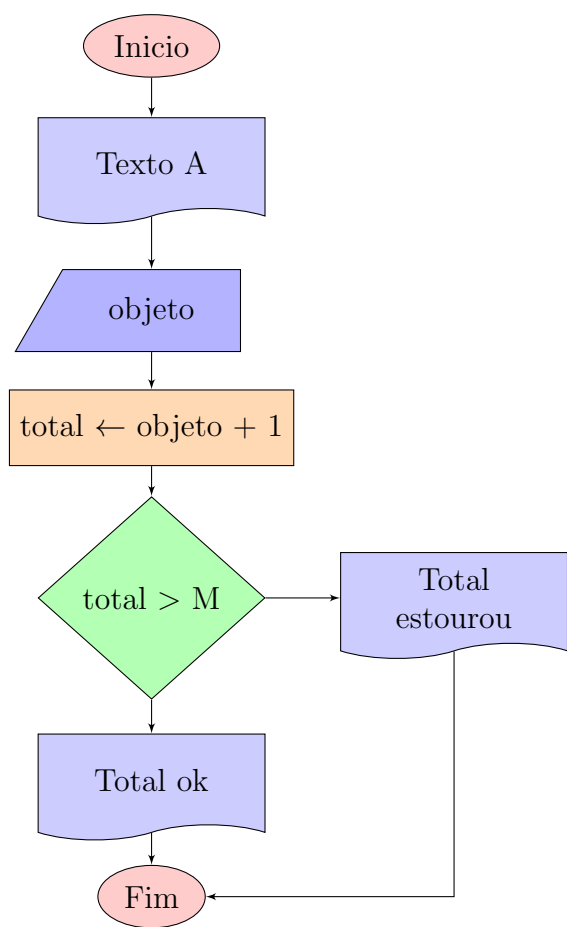 Inicio
Texto A
objeto
total ← objeto + 1
total > M
Total
estourou
Total ok
Fim